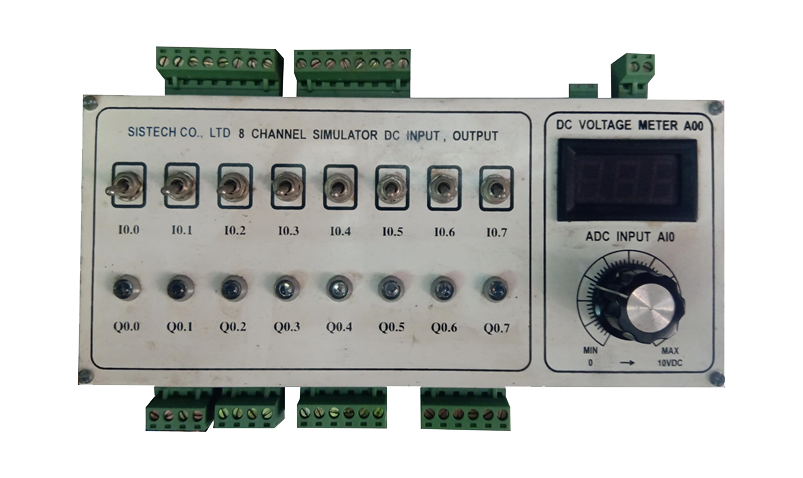 SISTECH CO., LTD 8 CHANNEL SIMULATOR DC INPUT, OUTPUT
I0.0 I0.1 I0.2 I0.3 I0.4 I0.5 I0.6 I0.7
Q0.0 Q0.1 Q0.2 Q0.3 Q0.4 Q0.5 Q0.6 Q0.7
DC VOLTAGE METER A00
ADC INPUT AI0
MIN MAX
0 → 10VDC